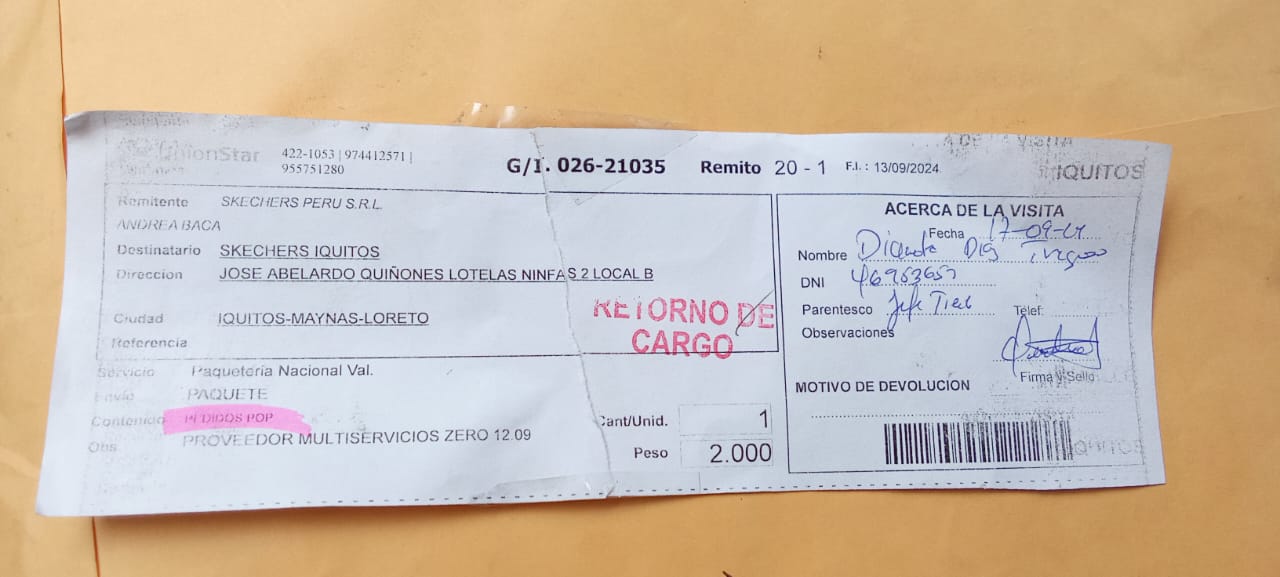 UnionStar 422-1053 | 974412571 |
955751280
G/I. 026-21035 Remito 20 - 1 F.I. : 13/09/2024
IQUITOS
Remitente SKECHERS PERU S.R.L.
ANDREA BACA
Destinatario SKECHERS IQUITOS
Direccion JOSE ABELARDO QUIÑONES LOTELAS NINFAS 2 LOCAL B
Ciudad IQUITOS-MAYNAS-LORETO
Referencia
RETORNO DE
CARGO
Servicio Paqueteria Nacional Val.
Envio PAQUETE
Contenido PEDIDOS POP
Obs PROVEEDOR MULTISERVICIOS ZERO 12.09
Cant/Unid. 1
Peso 2.000
ACERCA DE LA VISITA
Fecha 17-09-24
Nombre
DNI
Parentesco Jefe Telef.
Observaciones
Firma y Sello
MOTIVO DE DEVOLUCION